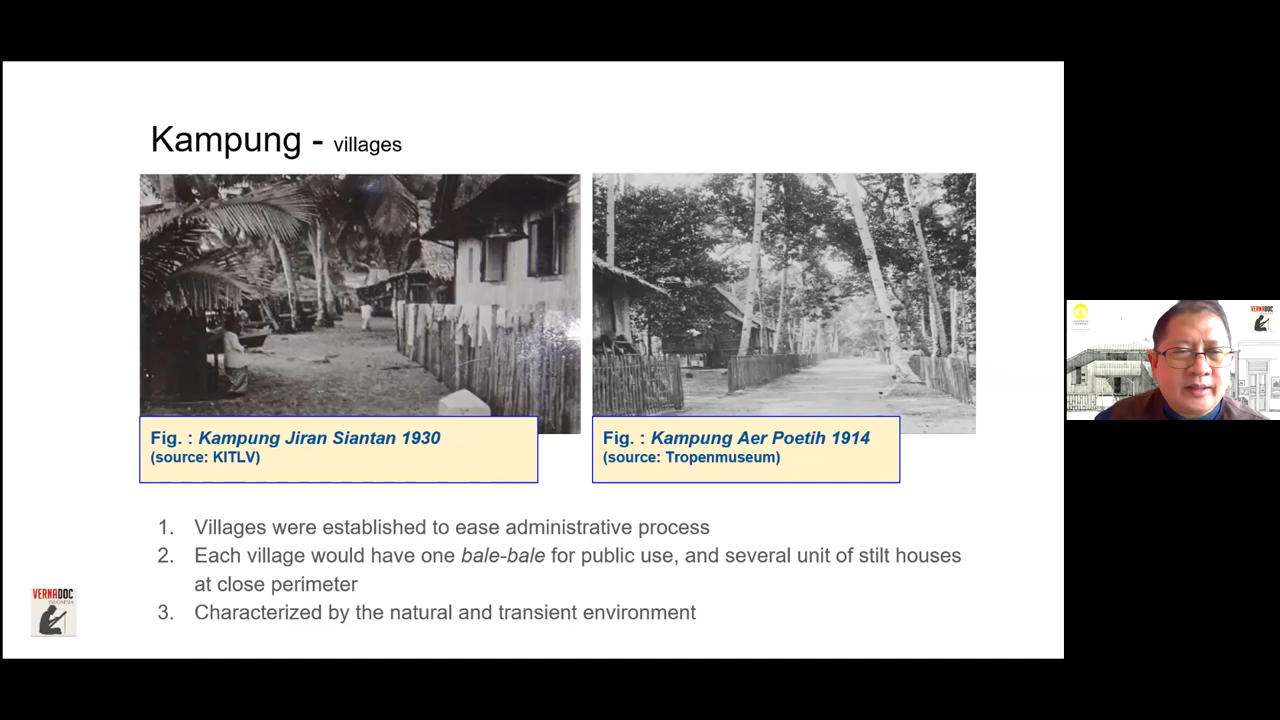 Kampung - villages
Fig. : Kampung Jiran Siantan 1930
(source: KITLV)
Fig. : Kampung Aer Poetih 1914
(source: Tropenmuseum)
1. Villages were established to ease administrative process
2. Each village would have one bale-bale for public use, and several unit of stilt houses
at close perimeter
3. Characterized by the natural and transient environment
VERNADOC
INDONESIA
VERNADOC